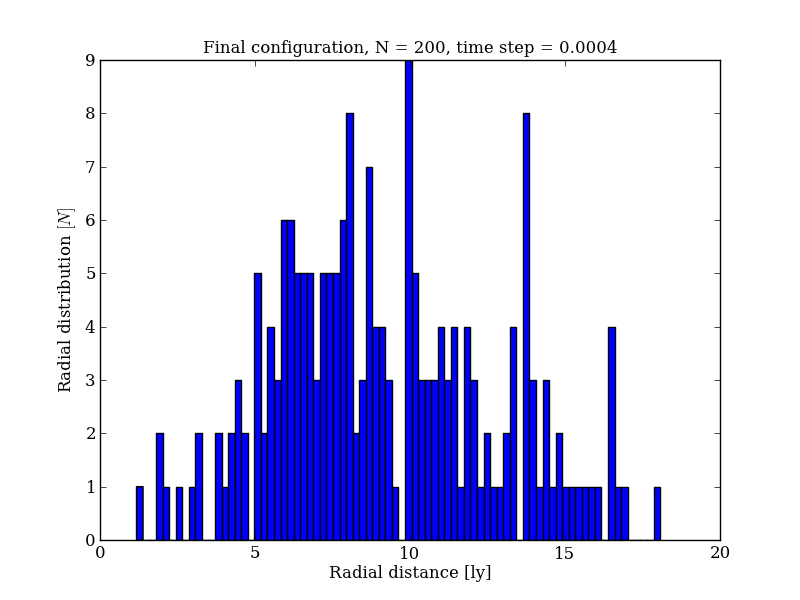 Final configuration, N = 200, time step = 0.0004
9
8
7
6
5
4
3
2
1
0
Radial distribution [N]
0 5 10 15 20
Radial distance [ly]